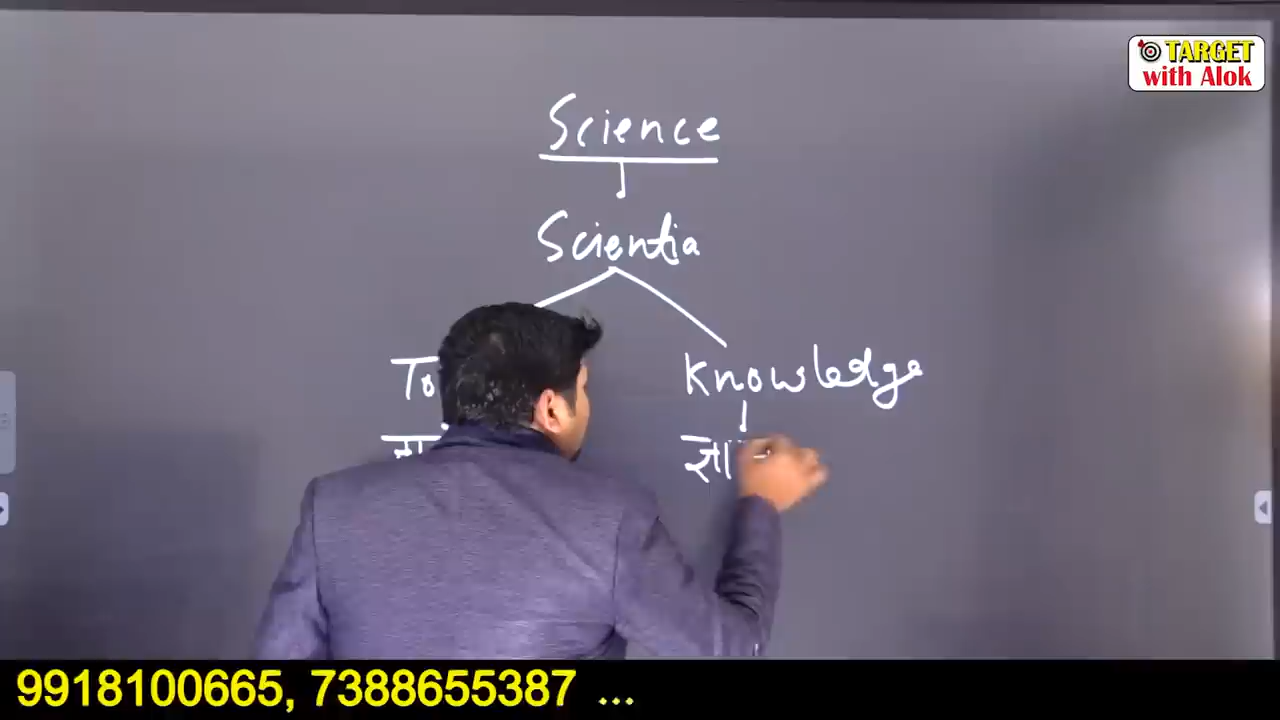 TARGET
with Alok
Science
Scientia
To Knowledge
9918100665, 7388655387 ...